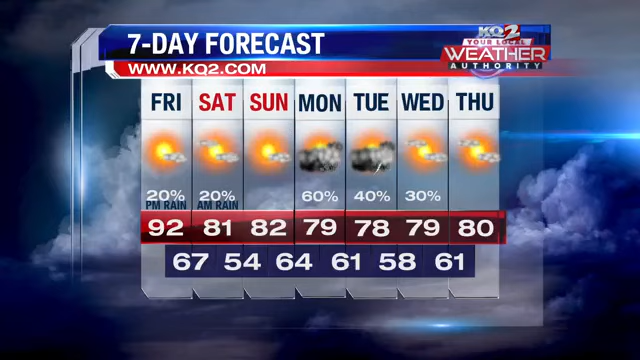 7-DAY FORECAST
WWW.KQ2.COM
KQ2
YOUR LOCAL
WEATHER
AUTHORITY
FRI SAT SUN MON TUE WED THU
20% 20% 60% 40% 30%
PM RAIN AM RAIN
92 81 82 79 78 79 80
67 54 64 61 58 61